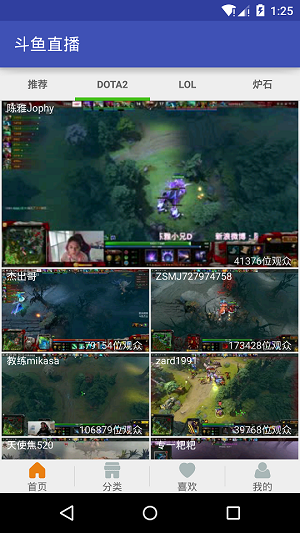 1:25
斗鱼直播
推荐 DOTA2 LOL 炉石
陈雅Jophy
新浪微博：
41376位观众
杰出哥 ZSMJ727974758
79154位观众 173428位观众
教练mikasa zard1991
106879位观众 39768位观众
天使焦520 专一粑粑
首页 分类 喜欢 我的